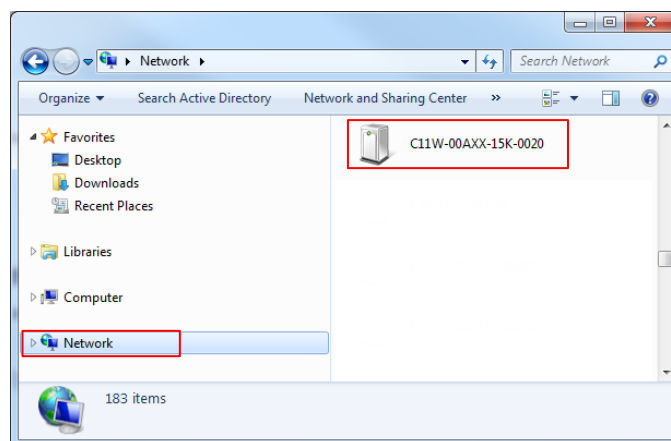 Network
Search Network
Organize
Search Active Directory
Network and Sharing Center
»
Favorites
Desktop
Downloads
Recent Places
Libraries
Computer
Network
C11W-00AXX-15K-0020
183 items